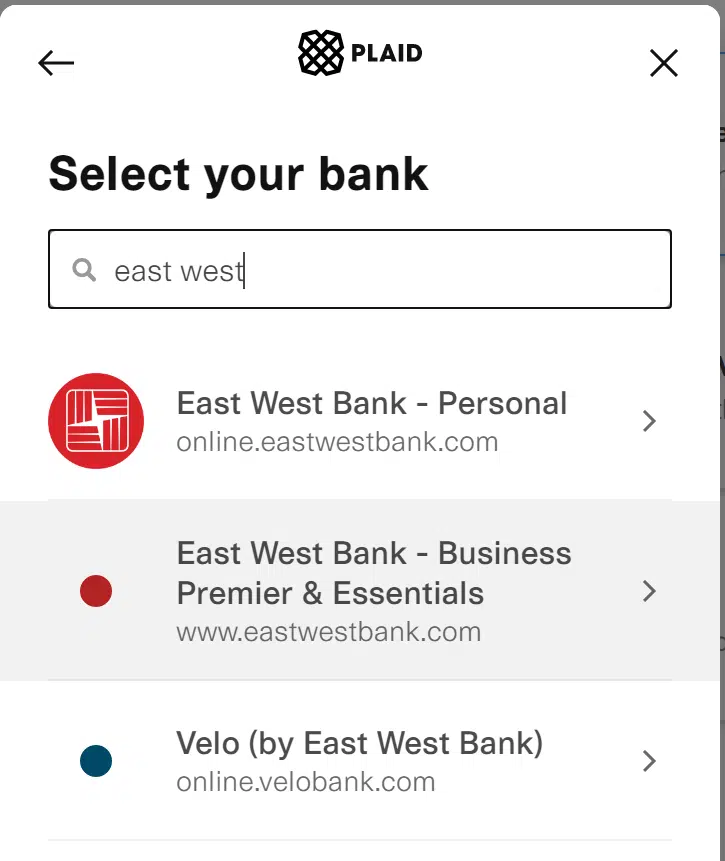 PLAID
Select your bank
east west
East West Bank - Personal
online.eastwestbank.com
East West Bank - Business
Premier & Essentials
www.eastwestbank.com
Velo (by East West Bank)
online.velobank.com